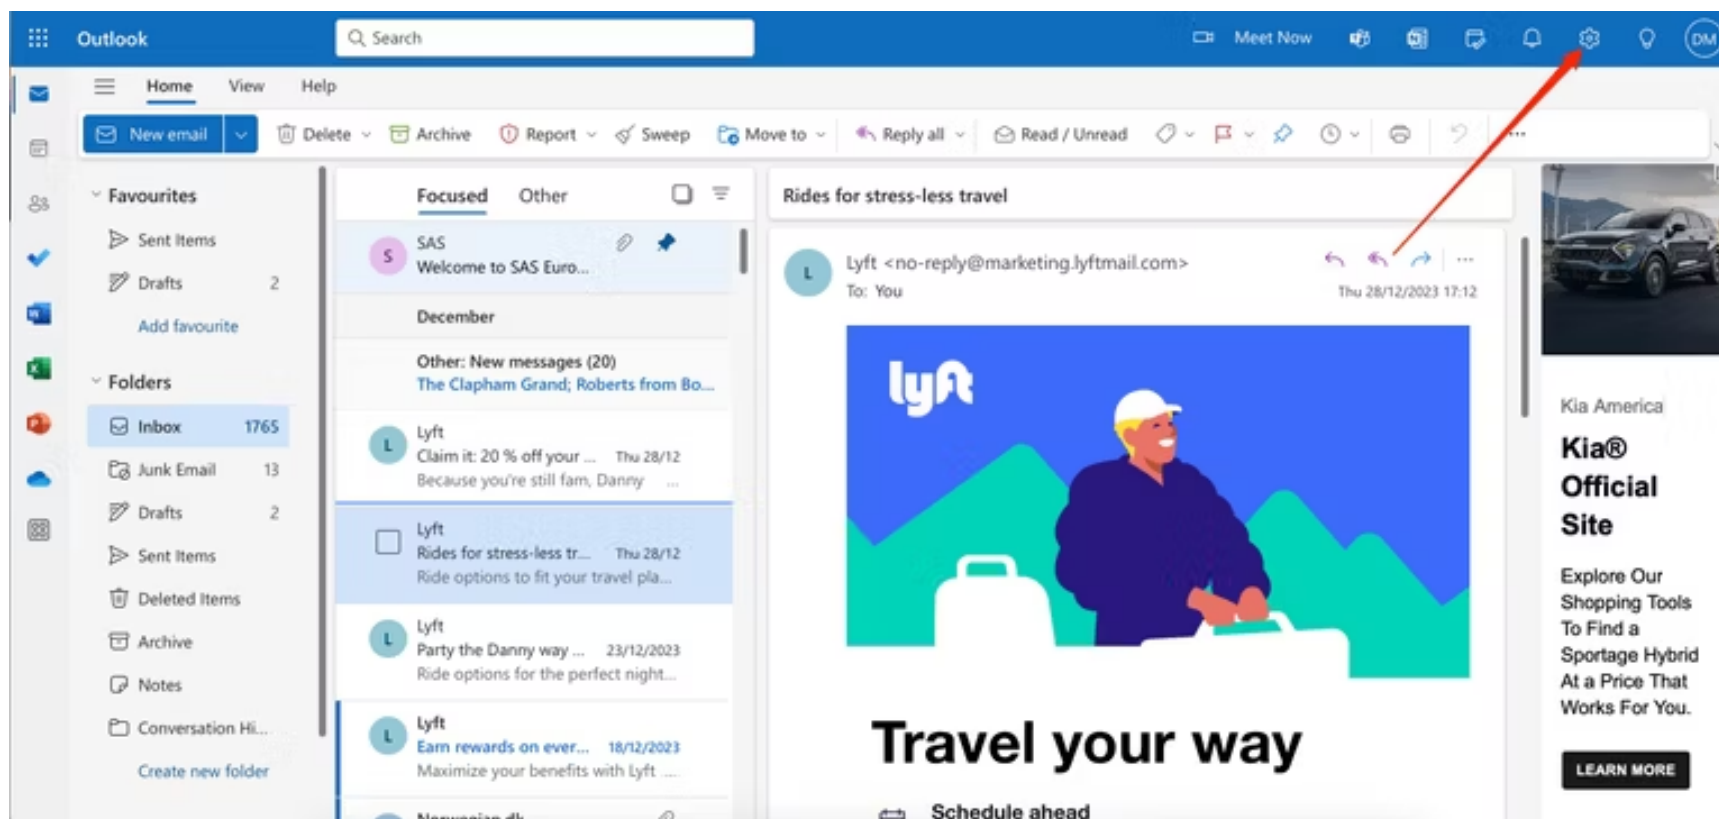 Outlook
Search
Meet Now
DM
Home View Help
New email Delete Archive Report Sweep Move to Reply all Read / Unread
Favourites
Sent Items
Drafts 2
Add favourite
Folders
Inbox 1765
Junk Email 13
Drafts 2
Sent Items
Deleted Items
Archive
Notes
Conversation Hi...
Create new folder
Focused Other
S
SAS
Welcome to SAS Euro...
December
Other: New messages (20)
The Clapham Grand; Roberts from Bo...
L
Lyft
Claim it: 20 % off your ... Thu 28/12
Because you're still fam, Danny ...
Lyft
Rides for stress-less tr... Thu 28/12
Ride options to fit your travel pla...
L
Lyft
Party the Danny way ... 23/12/2023
Ride options for the perfect night...
L
Lyft
Earn rewards on ever... 18/12/2023
Maximize your benefits with Lyft ....
Norwegian.dk
Rides for stress-less travel
L
Lyft <no-reply@marketing.lyftmail.com>
To: You
Thu 28/12/2023 17:12
lyft
Travel your way
Schedule ahead
Kia America
Kia®
Official
Site
Explore Our
Shopping Tools
To Find a
Sportage Hybrid
At a Price That
Works For You.
LEARN MORE